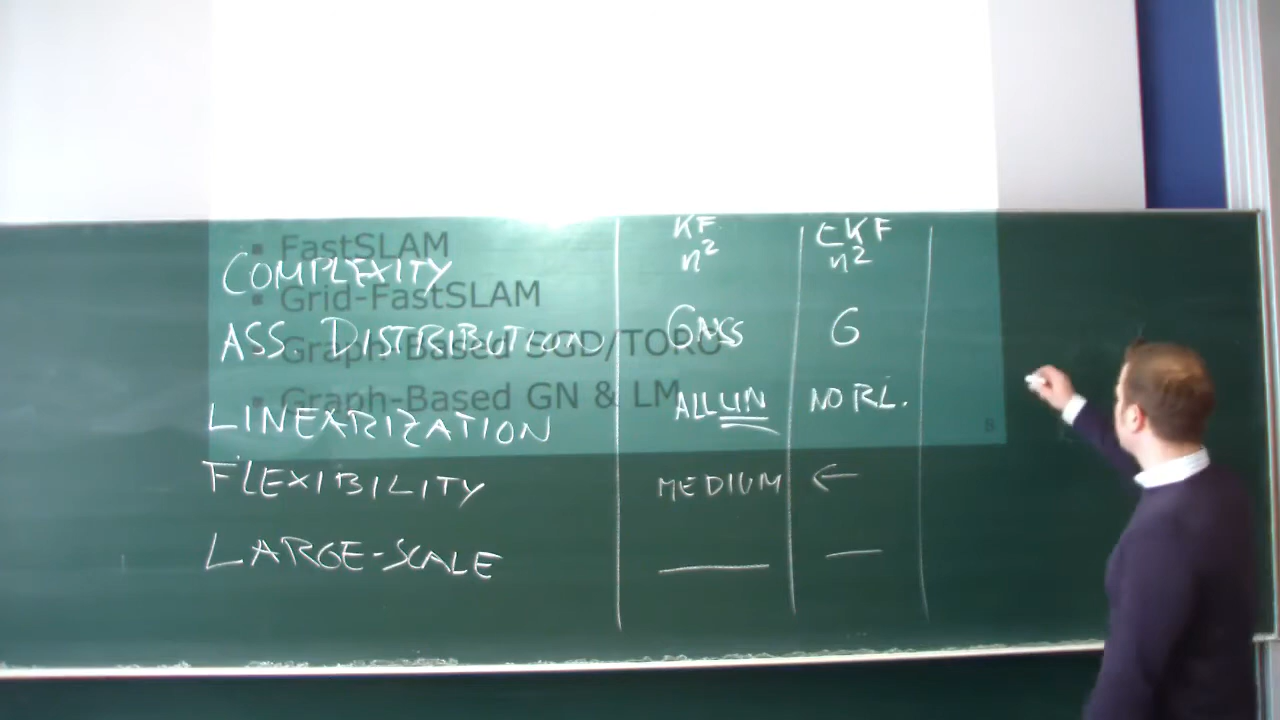 KF EKF
▪ FastSLAM
COMPLEXITY n² n²
▪ Grid-FastSLAM
ASS DISTRIBUTION GAUSS G
▪ Graph-Based SGD/TORO
▪ Graph-Based GN & LM
LINEARIZATION ALL LIN NO RL.
8
FLEXIBILITY MEDIUM ←
LARGE-SCALE — —